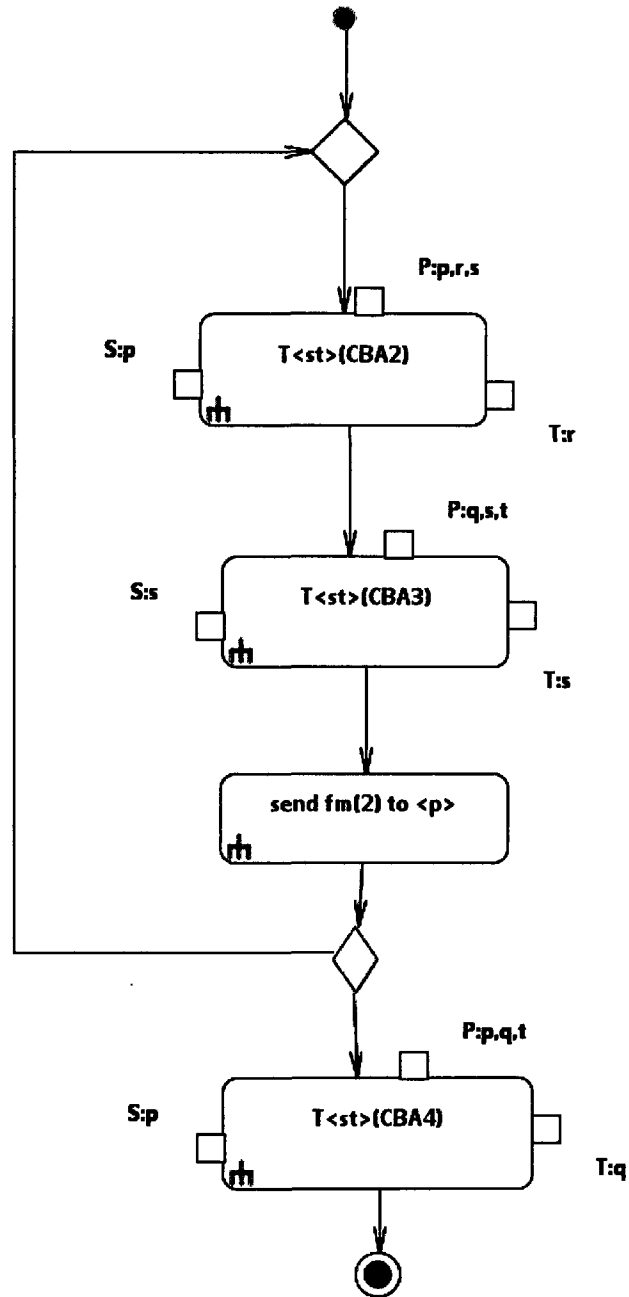 P:p,r,s
S:p
T<st>(CBA2)
T:r
P:q,s,t
S:s
T<st>(CBA3)
T:s
send fm(2) to <p>
P:p,q,t
S:p
T<st>(CBA4)
T:q